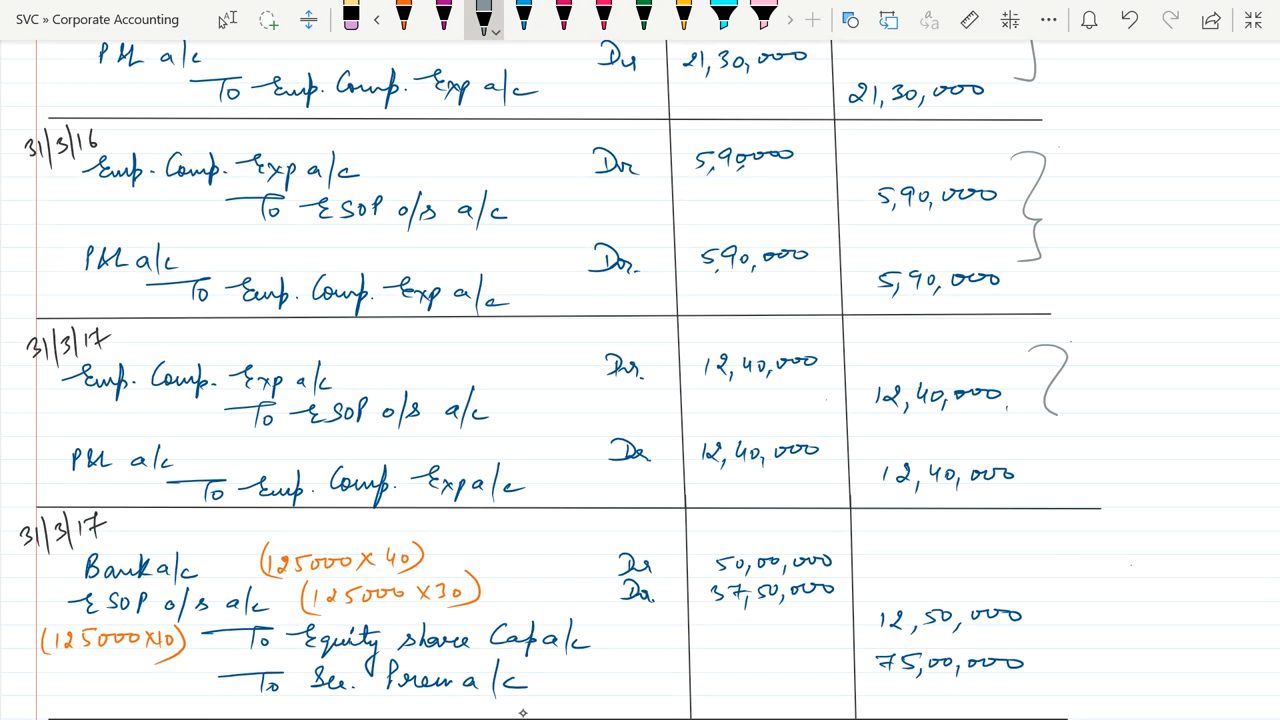 SVC » Corporate Accounting
P&L a/c Dr 21,30,000
To Emp. Comp. Exp a/c 21,30,000
31/3/16
Emp. Comp. Exp a/c Dr 5,90,000
To ESOP o/s a/c 5,90,000
P&L a/c Dr. 5,90,000
To Emp. Comp. Exp a/c 5,90,000
31/3/17
Emp. Comp. Exp a/c Dr. 12,40,000
To ESOP o/s a/c 12,40,000.
P&L a/c Dr 12,40,000
To Emp. Comp. Exp a/c 12,40,000
31/3/17
Bank a/c (125000 x 40) Dr 50,00,000
ESOP o/s a/c (125000 x 30) Dr. 37,50,000
(125000x10) To Equity share Cap a/c 12,50,000
To Sec. Prem a/c 75,00,000